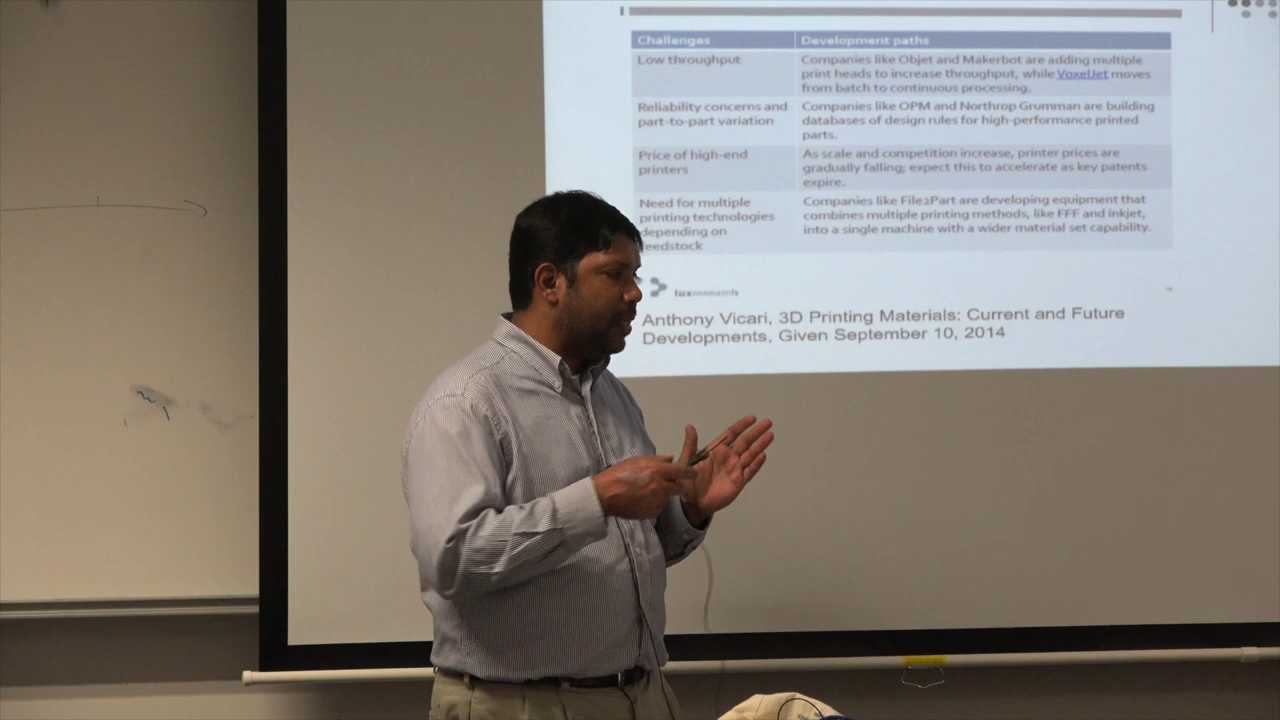 Challenges
Development paths
Low throughput
Companies like Objet and Makerbot are adding multiple
print heads to increase throughput, while VoxelJet moves
from batch to continuous processing.
Reliability concerns and
part-to-part variation
Companies like OPM and Northrop Grumman are building
databases of design rules for high-performance printed
parts.
Price of high-end
printers
As scale and competition increase, printer prices are
gradually falling; expect this to accelerate as key patents
expire.
Need for multiple
printing technologies
depending on
feedstock
Companies like File2Part are developing equipment that
combines multiple printing methods, like FFF and inkjet,
into a single machine with a wider material set capability.
luxresearch
Anthony Vicari, 3D Printing Materials: Current and Future
Developments, Given September 10, 2014